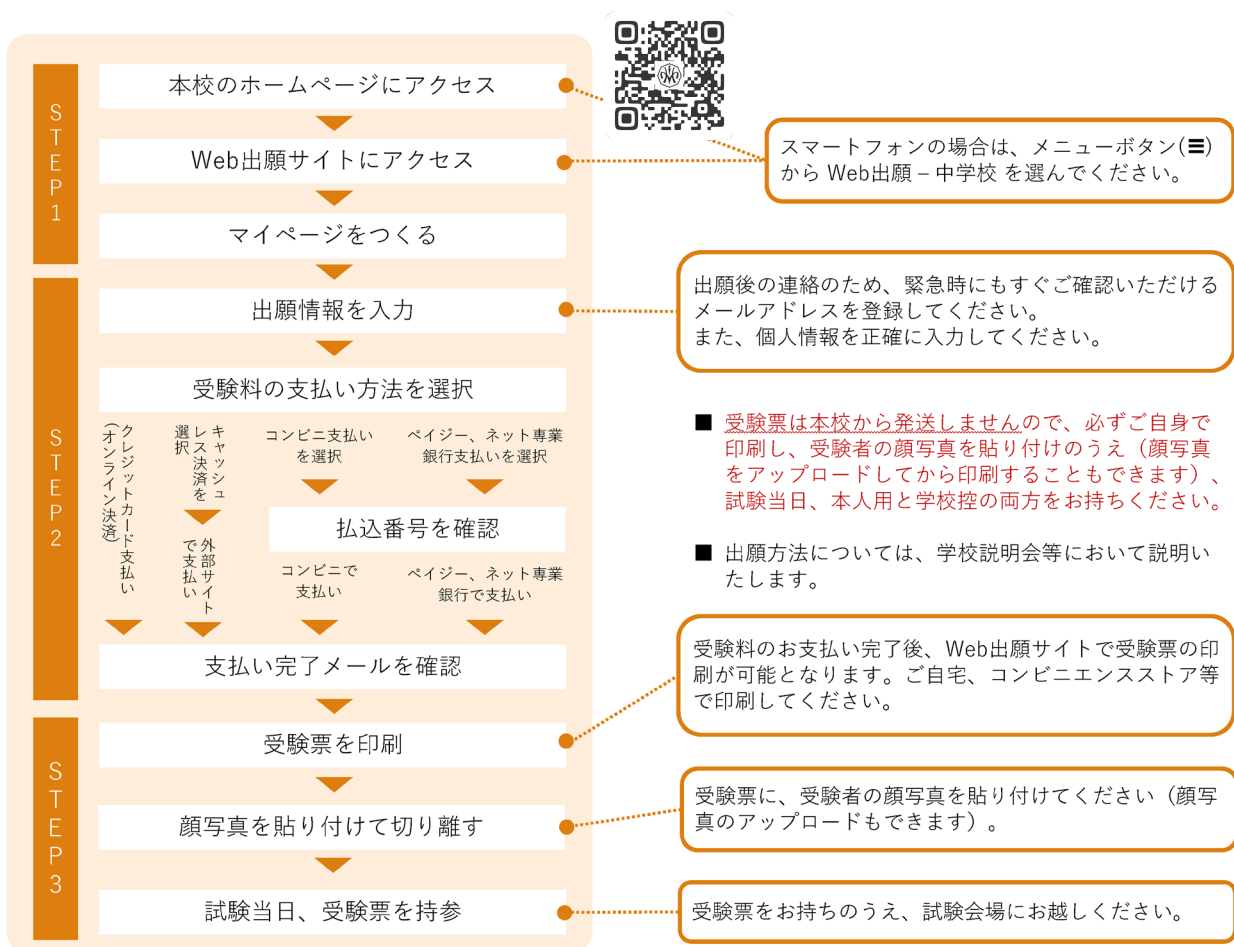 STEP1
本校のホームページにアクセス
Web出願サイトにアクセス
スマートフォンの場合は、メニューボタン(☰)
から Web出願 – 中学校 を選んでください。
マイページをつくる
STEP2
出願情報を入力
出願後の連絡のため、緊急時にもすぐご確認いただける
メールアドレスを登録してください。
また、個人情報を正確に入力してください。
受験料の支払い方法を選択
クレジットカード支払い
(オンライン決済)
キャッシュ
レス決済を
選択
外部サイト
で支払い
コンビニ支払い
を選択
ペイジー、ネット専業
銀行支払いを選択
払込番号を確認
コンビニで
支払い
ペイジー、ネット専業
銀行で支払い
支払い完了メールを確認
■ 受験票は本校から発送しませんので、必ずご自身で
印刷し、受験者の顔写真を貼り付けのうえ（顔写真
をアップロードしてから印刷することもできます）、
試験当日、本人用と学校控の両方をお持ちください。
■ 出願方法については、学校説明会等において説明い
たします。
STEP3
受験票を印刷
受験料のお支払い完了後、Web出願サイトで受験票の印
刷が可能となります。ご自宅、コンビニエンスストア等
で印刷してください。
顔写真を貼り付けて切り離す
受験票に、受験者の顔写真を貼り付けてください（顔写
真のアップロードもできます）。
試験当日、受験票を持参
受験票をお持ちのうえ、試験会場にお越しください。